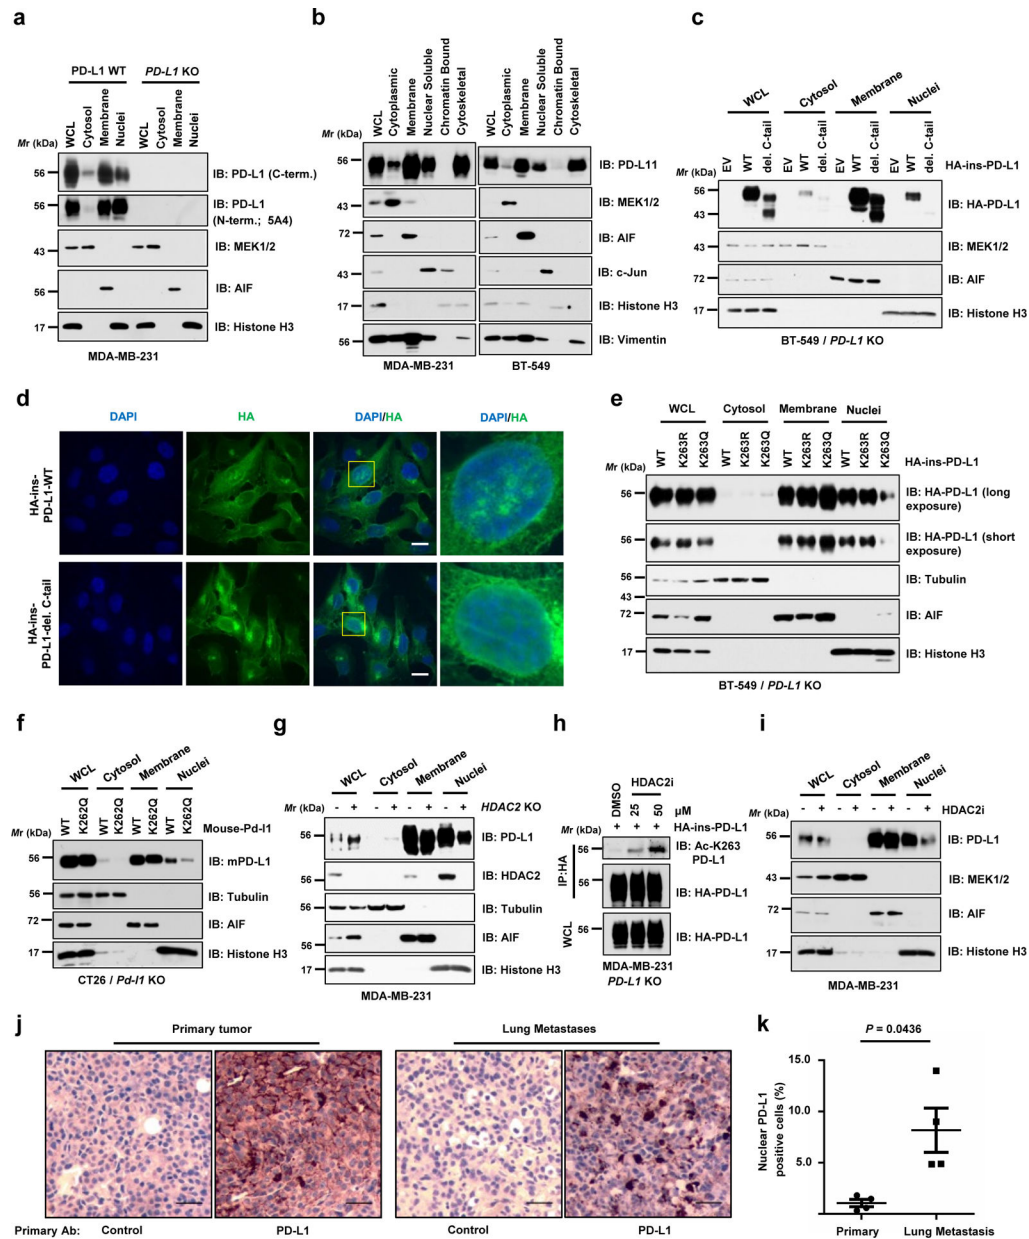 a
PD-L1 WT PD-L1 KO
WCL Cytosol Membrane Nuclei WCL Cytosol Membrane Nuclei
Mr (kDa)
56 IB: PD-L1 (C-term.)
56 IB: PD-L1
(N-term.; 5A4)
43 IB: MEK1/2
56 IB: AIF
17 IB: Histone H3
MDA-MB-231
b
WCL Cytoplasmic Membrane Nuclear Soluble Chromatin Bound Cytoskeletal WCL Cytoplasmic Membrane Nuclear Soluble Chromatin Bound Cytoskeletal
Mr (kDa)
56 56 IB: PD-L11
43 IB: MEK1/2
72 IB: AIF
43 IB: c-Jun
17 IB: Histone H3
56 IB: Vimentin
MDA-MB-231 BT-549
c
WCL Cytosol Membrane Nuclei
EV WT del. C-tail EV WT del. C-tail EV WT del. C-tail EV WT del. C-tail HA-ins-PD-L1
Mr (kDa)
56
43 IB: HA-PD-L1
43 IB: MEK1/2
72 IB: AIF
17 IB: Histone H3
BT-549 / PD-L1 KO
d
DAPI HA DAPI/HA DAPI/HA
HA-ins-
PD-L1-WT
HA-ins-
PD-L1-del. C-tail
e
WCL Cytosol Membrane Nuclei
WT K263R K263Q WT K263R K263Q WT K263R K263Q WT K263R K263Q HA-ins-PD-L1
Mr (kDa)
56 IB: HA-PD-L1 (long
exposure)
56 IB: HA-PD-L1 (short
exposure)
56 IB: Tubulin
43
72 IB: AIF
17 IB: Histone H3
BT-549 / PD-L1 KO
f
WCL Cytosol Membrane Nuclei
WT K262Q WT K262Q WT K262Q WT K262Q Mouse-Pd-l1
Mr (kDa)
56 IB: mPD-L1
56 IB: Tubulin
72 IB: AIF
17 IB: Histone H3
CT26 / Pd-l1 KO
g
WCL Cytosol Membrane Nuclei
- + - + - + - + HDAC2 KO
Mr (kDa)
56 IB: PD-L1
56 IB: HDAC2
56 IB: Tubulin
56 IB: AIF
17 IB: Histone H3
MDA-MB-231
h
HDAC2i
DMSO 25 50 µM
Mr (kDa) + + + HA-ins-PD-L1
IP:HA
56 IB: Ac-K263
PD-L1
56 IB: HA-PD-L1
WCL
56 IB: HA-PD-L1
MDA-MB-231
PD-L1 KO
i
WCL Cytosol Membrane Nuclei
- + - + - + - + HDAC2i
Mr (kDa)
56 IB: PD-L1
43 IB: MEK1/2
72 IB: AIF
17 IB: Histone H3
MDA-MB-231
j
Primary tumor Lung Metastases
Primary Ab: Control PD-L1 Control PD-L1
k
P = 0.0436
Nuclear PD-L1
positive cells (%)
15.0
10.0
5.0
Primary Lung Metastasis